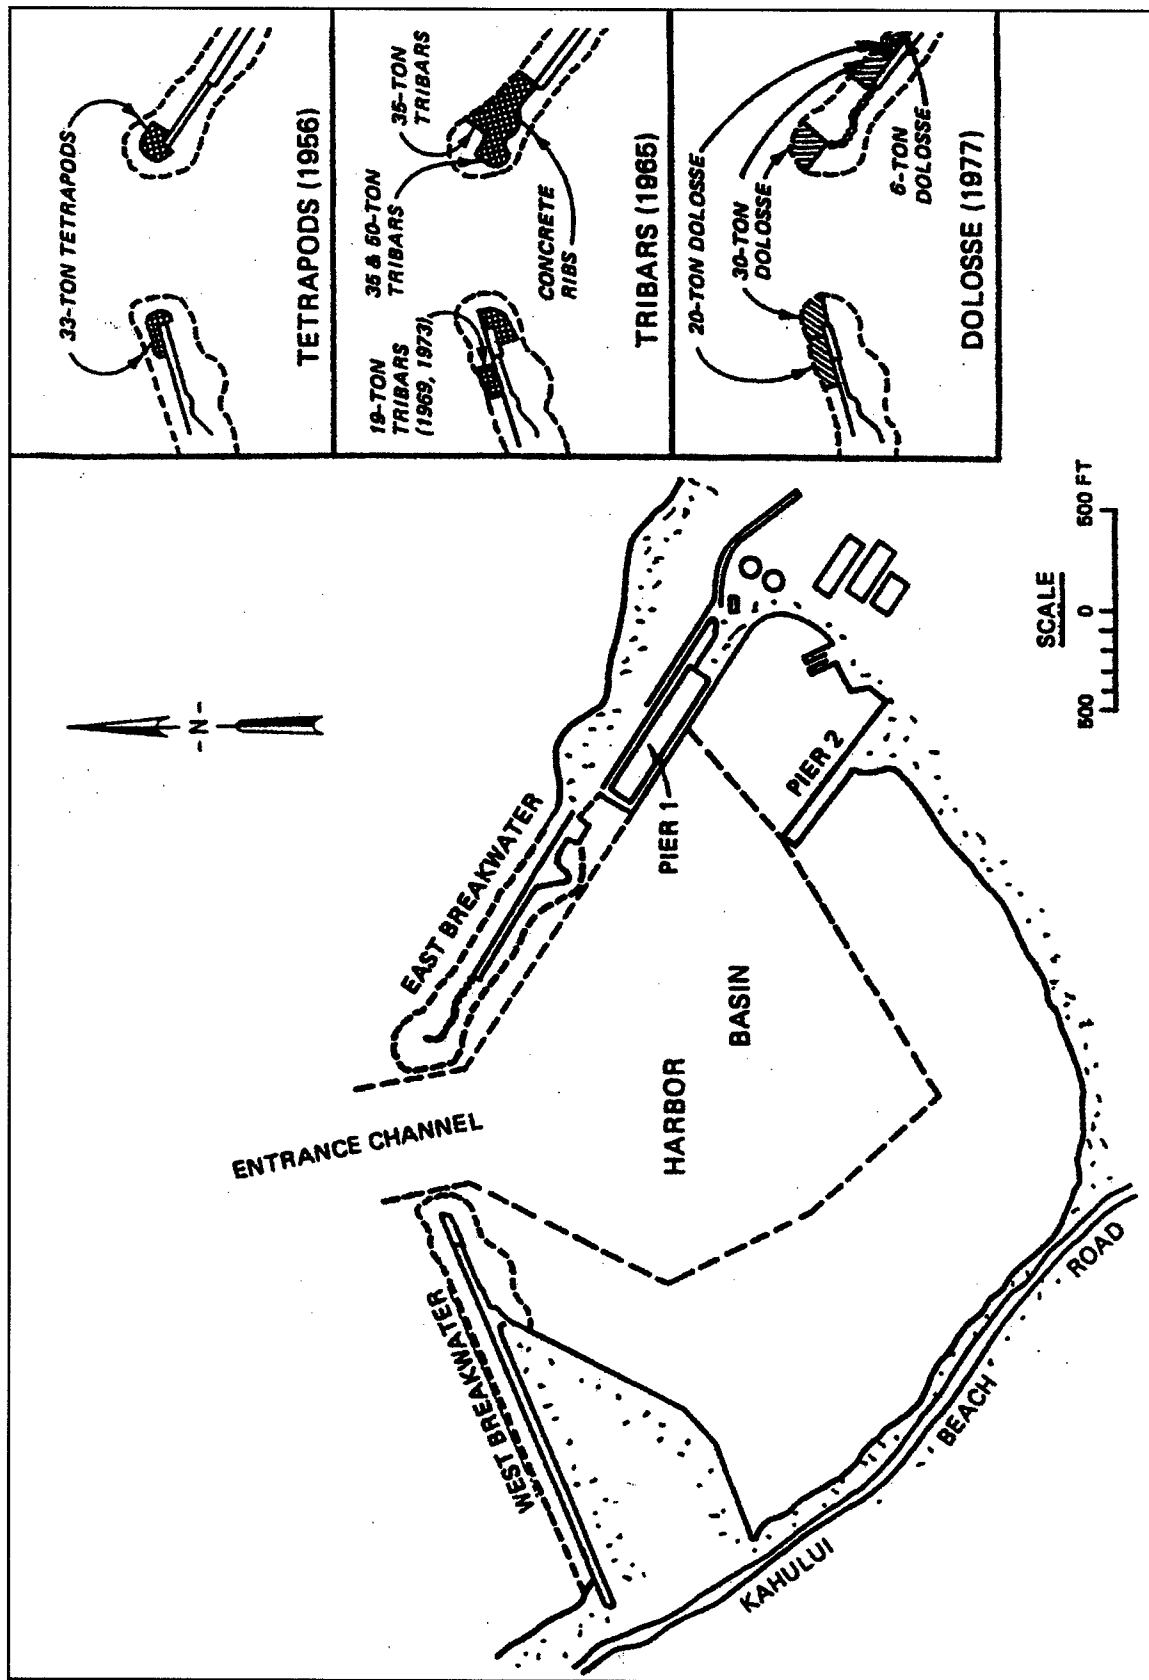 33-TON TETRAPODS
TETRAPODS (1956)
19-TON
TRIBARS
(1969, 1973)
35 & 50-TON
TRIBARS
35-TON
TRIBARS
CONCRETE
RIBS
TRIBARS (1965)
20-TON DOLOSSE
30-TON
DOLOSSE
6-TON
DOLOSSE
DOLOSSE (1977)
-N-
ENTRANCE CHANNEL
EAST BREAKWATER
WEST BREAKWATER
PIER 1
PIER 2
HARBOR
BASIN
KAHULUI
BEACH
ROAD
SCALE
500
0
500 FT